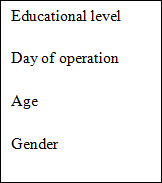 Educational level
Day of operation
Age
Gender